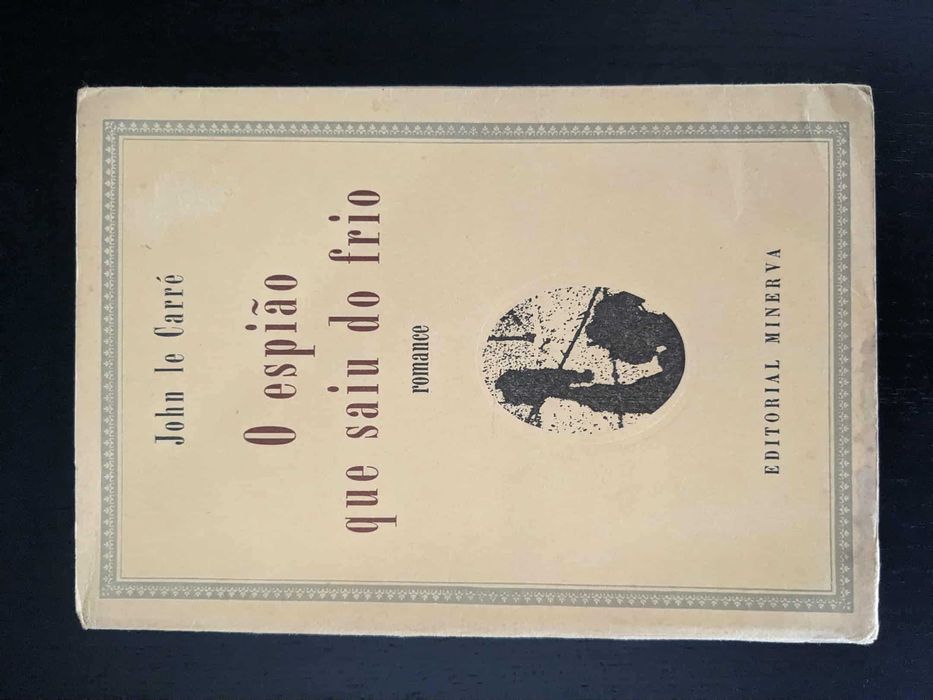 John le Carré
O espião
que saiu do frio
romance
EDITORIAL MINERVA